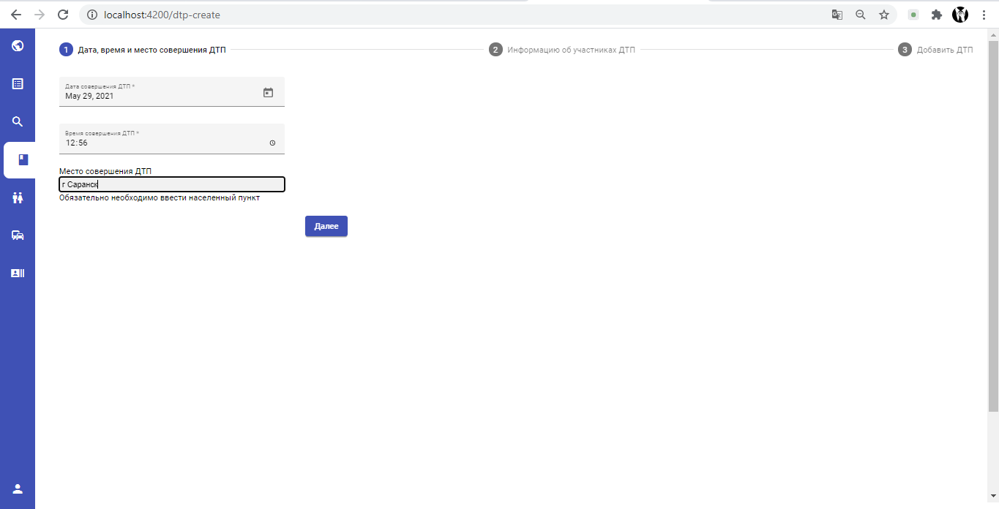 localhost:4200/dtp-create
1 Дата, время и место совершения ДТП
2 Информацию об участниках ДТП
3 Добавить ДТП
Дата совершения ДТП *
May 29, 2021
Время совершения ДТП *
12:56
Место совершения ДТП
г Саранск
Обязательно необходимо ввести населенный пункт
Далее